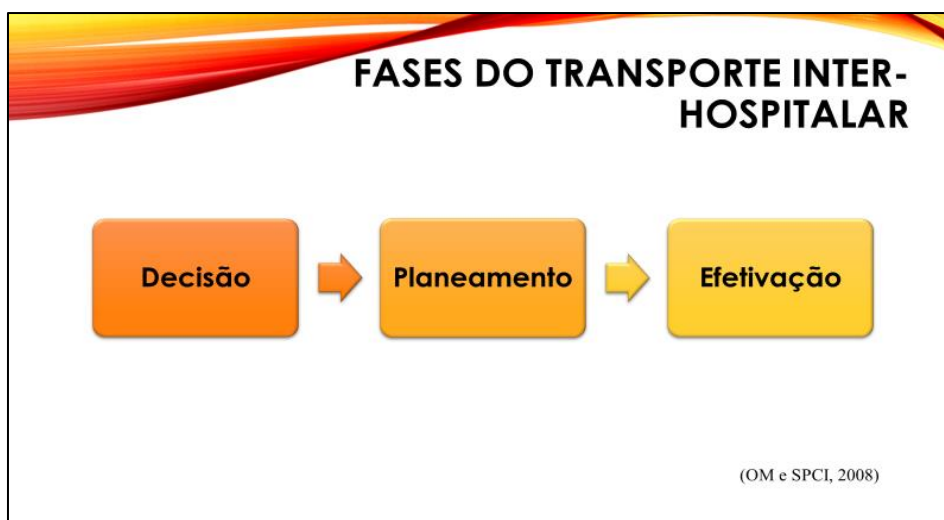 FASES DO TRANSPORTE INTER-
HOSPITALAR
Decisão
Planeamento
Efetivação
(OM e SPCI, 2008)